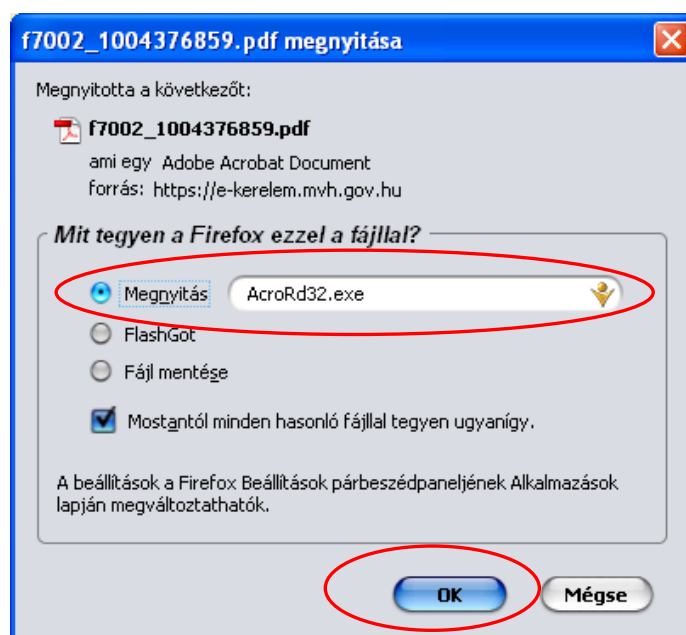 f7002_1004376859.pdf megnyitása
Megnyitotta a következőt:
f7002_1004376859.pdf
ami egy Adobe Acrobat Document
forrás: https://e-kerelem.mvh.gov.hu
Mit tegyen a Firefox ezzel a fájllal?
Megnyitás AcroRd32.exe
FlashGot
Fájl mentése
Mostantól minden hasonló fájllal tegyen ugyanígy.
A beállítások a Firefox Beállítások párbeszédpaneljének Alkalmazások
lapján megváltoztathatók.
OK Mégse